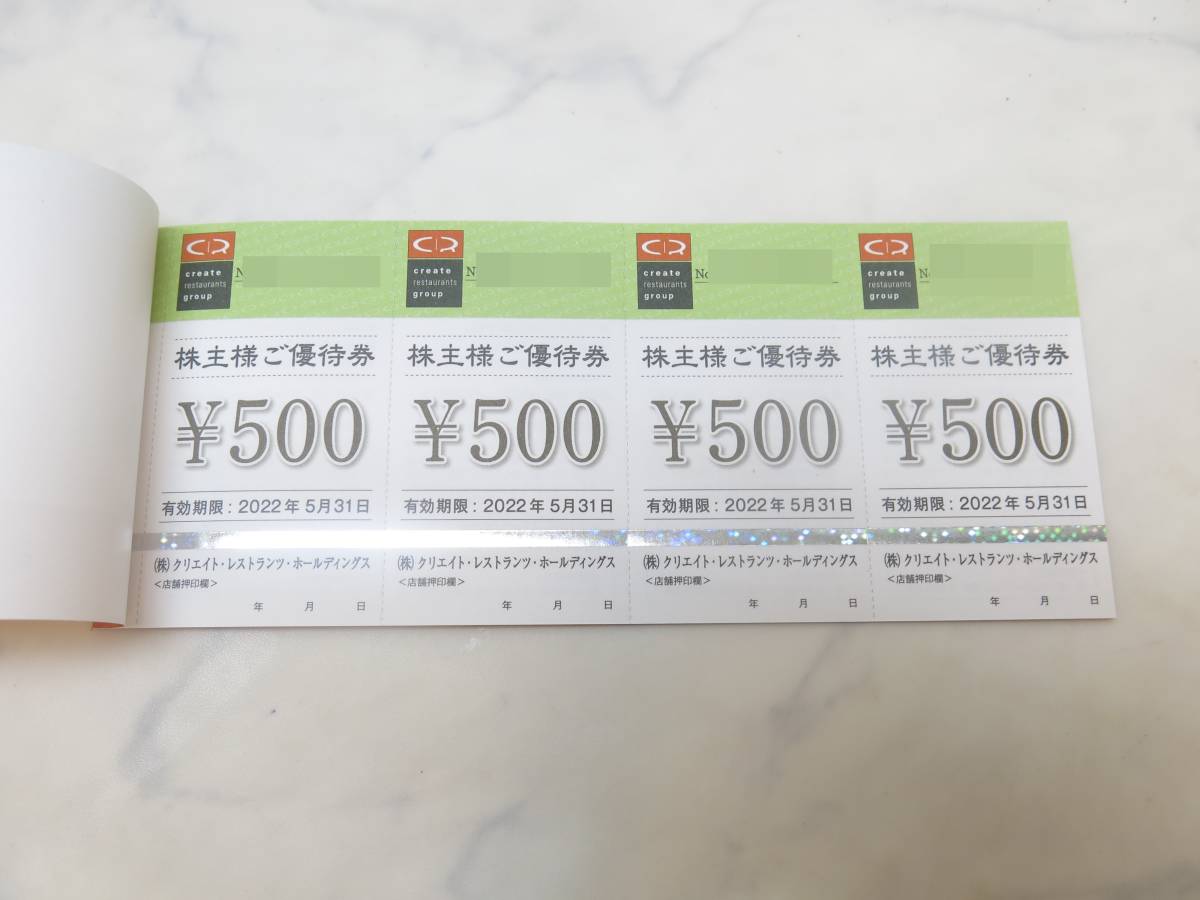 CR
create
restaurants
group
株主様ご優待券
¥500
有効期限:2022年5月31日
㈱クリエイト・レストランツ・ホールディングス
<店舗押印欄>
年 月 日
CR
create
restaurants
group
株主様ご優待券
¥500
有効期限:2022年5月31日
㈱クリエイト・レストランツ・ホールディングス
<店舗押印欄>
年 月 日
CR
create
restaurants
group
No
株主様ご優待券
¥500
有効期限:2022年5月31日
㈱クリエイト・レストランツ・ホールディングス
<店舗押印欄>
年 月 日
CR
create
restaurants
group
株主様ご優待券
¥500
有効期限:2022年5月31日
㈱クリエイト・レストランツ・ホールディングス
<店舗押印欄>
年 月 日